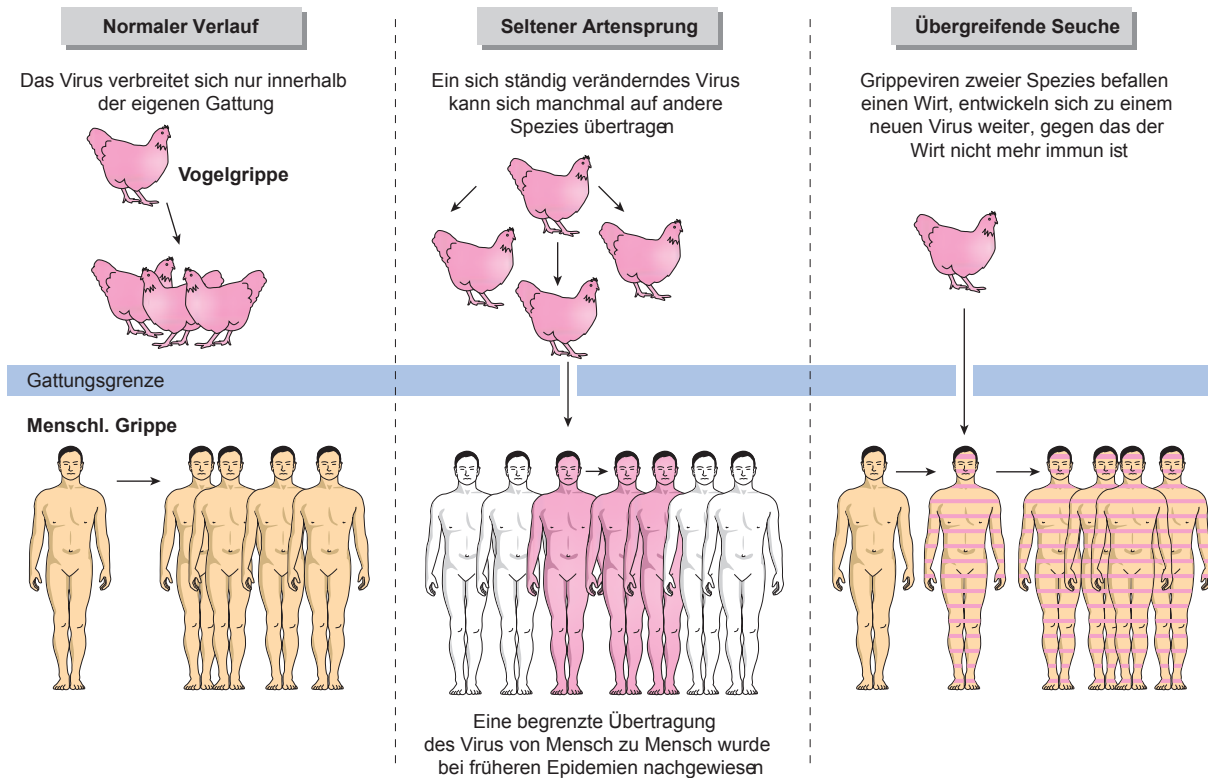 Normaler Verlauf
Das Virus verbreitet sich nur innerhalb
der eigenen Gattung
Vogelgrippe
Seltener Artensprung
Ein sich ständig veränderndes Virus
kann sich manchmal auf andere
Spezies übertragen
Übergreifende Seuche
Grippeviren zweier Spezies befallen
einen Wirt, entwickeln sich zu einem
neuen Virus weiter, gegen das der
Wirt nicht mehr immun ist
Gattungsgrenze
Menschl. Grippe
Eine begrenzte Übertragung
des Virus von Mensch zu Mensch wurde
bei früheren Epidemien nachgewiesen